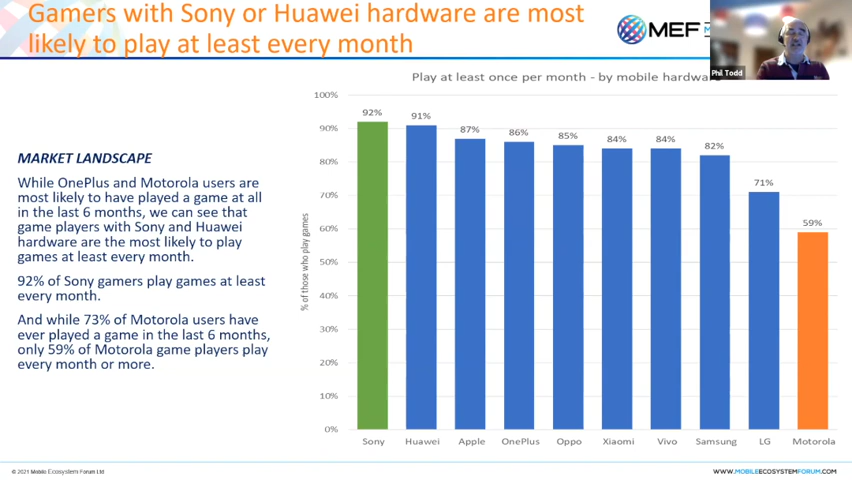 Gamers with Sony or Huawei hardware are most
likely to play at least every month
MEF
Phil Todd
Play at least once per month - by mobile hardwa
MARKET LANDSCAPE
While OnePlus and Motorola users are
most likely to have played a game at all
in the last 6 months, we can see that
game players with Sony and Huawei
hardware are the most likely to play
games at least every month.
92% of Sony gamers play games at least
every month.
And while 73% of Motorola users have
ever played a game in the last 6 months,
only 59% of Motorola game players play
every month or more.
% of those who play games
100%
90%
80%
70%
60%
50%
40%
30%
20%
10%
0%
92%
91%
87%
86%
85%
84%
84%
82%
71%
59%
Sony
Huawei
Apple
OnePlus
Oppo
Xiaomi
Vivo
Samsung
LG
Motorola
© 2021 Mobile Ecosystem Forum Ltd
WWW.MOBILEECOSYSTEMFORUM.COM